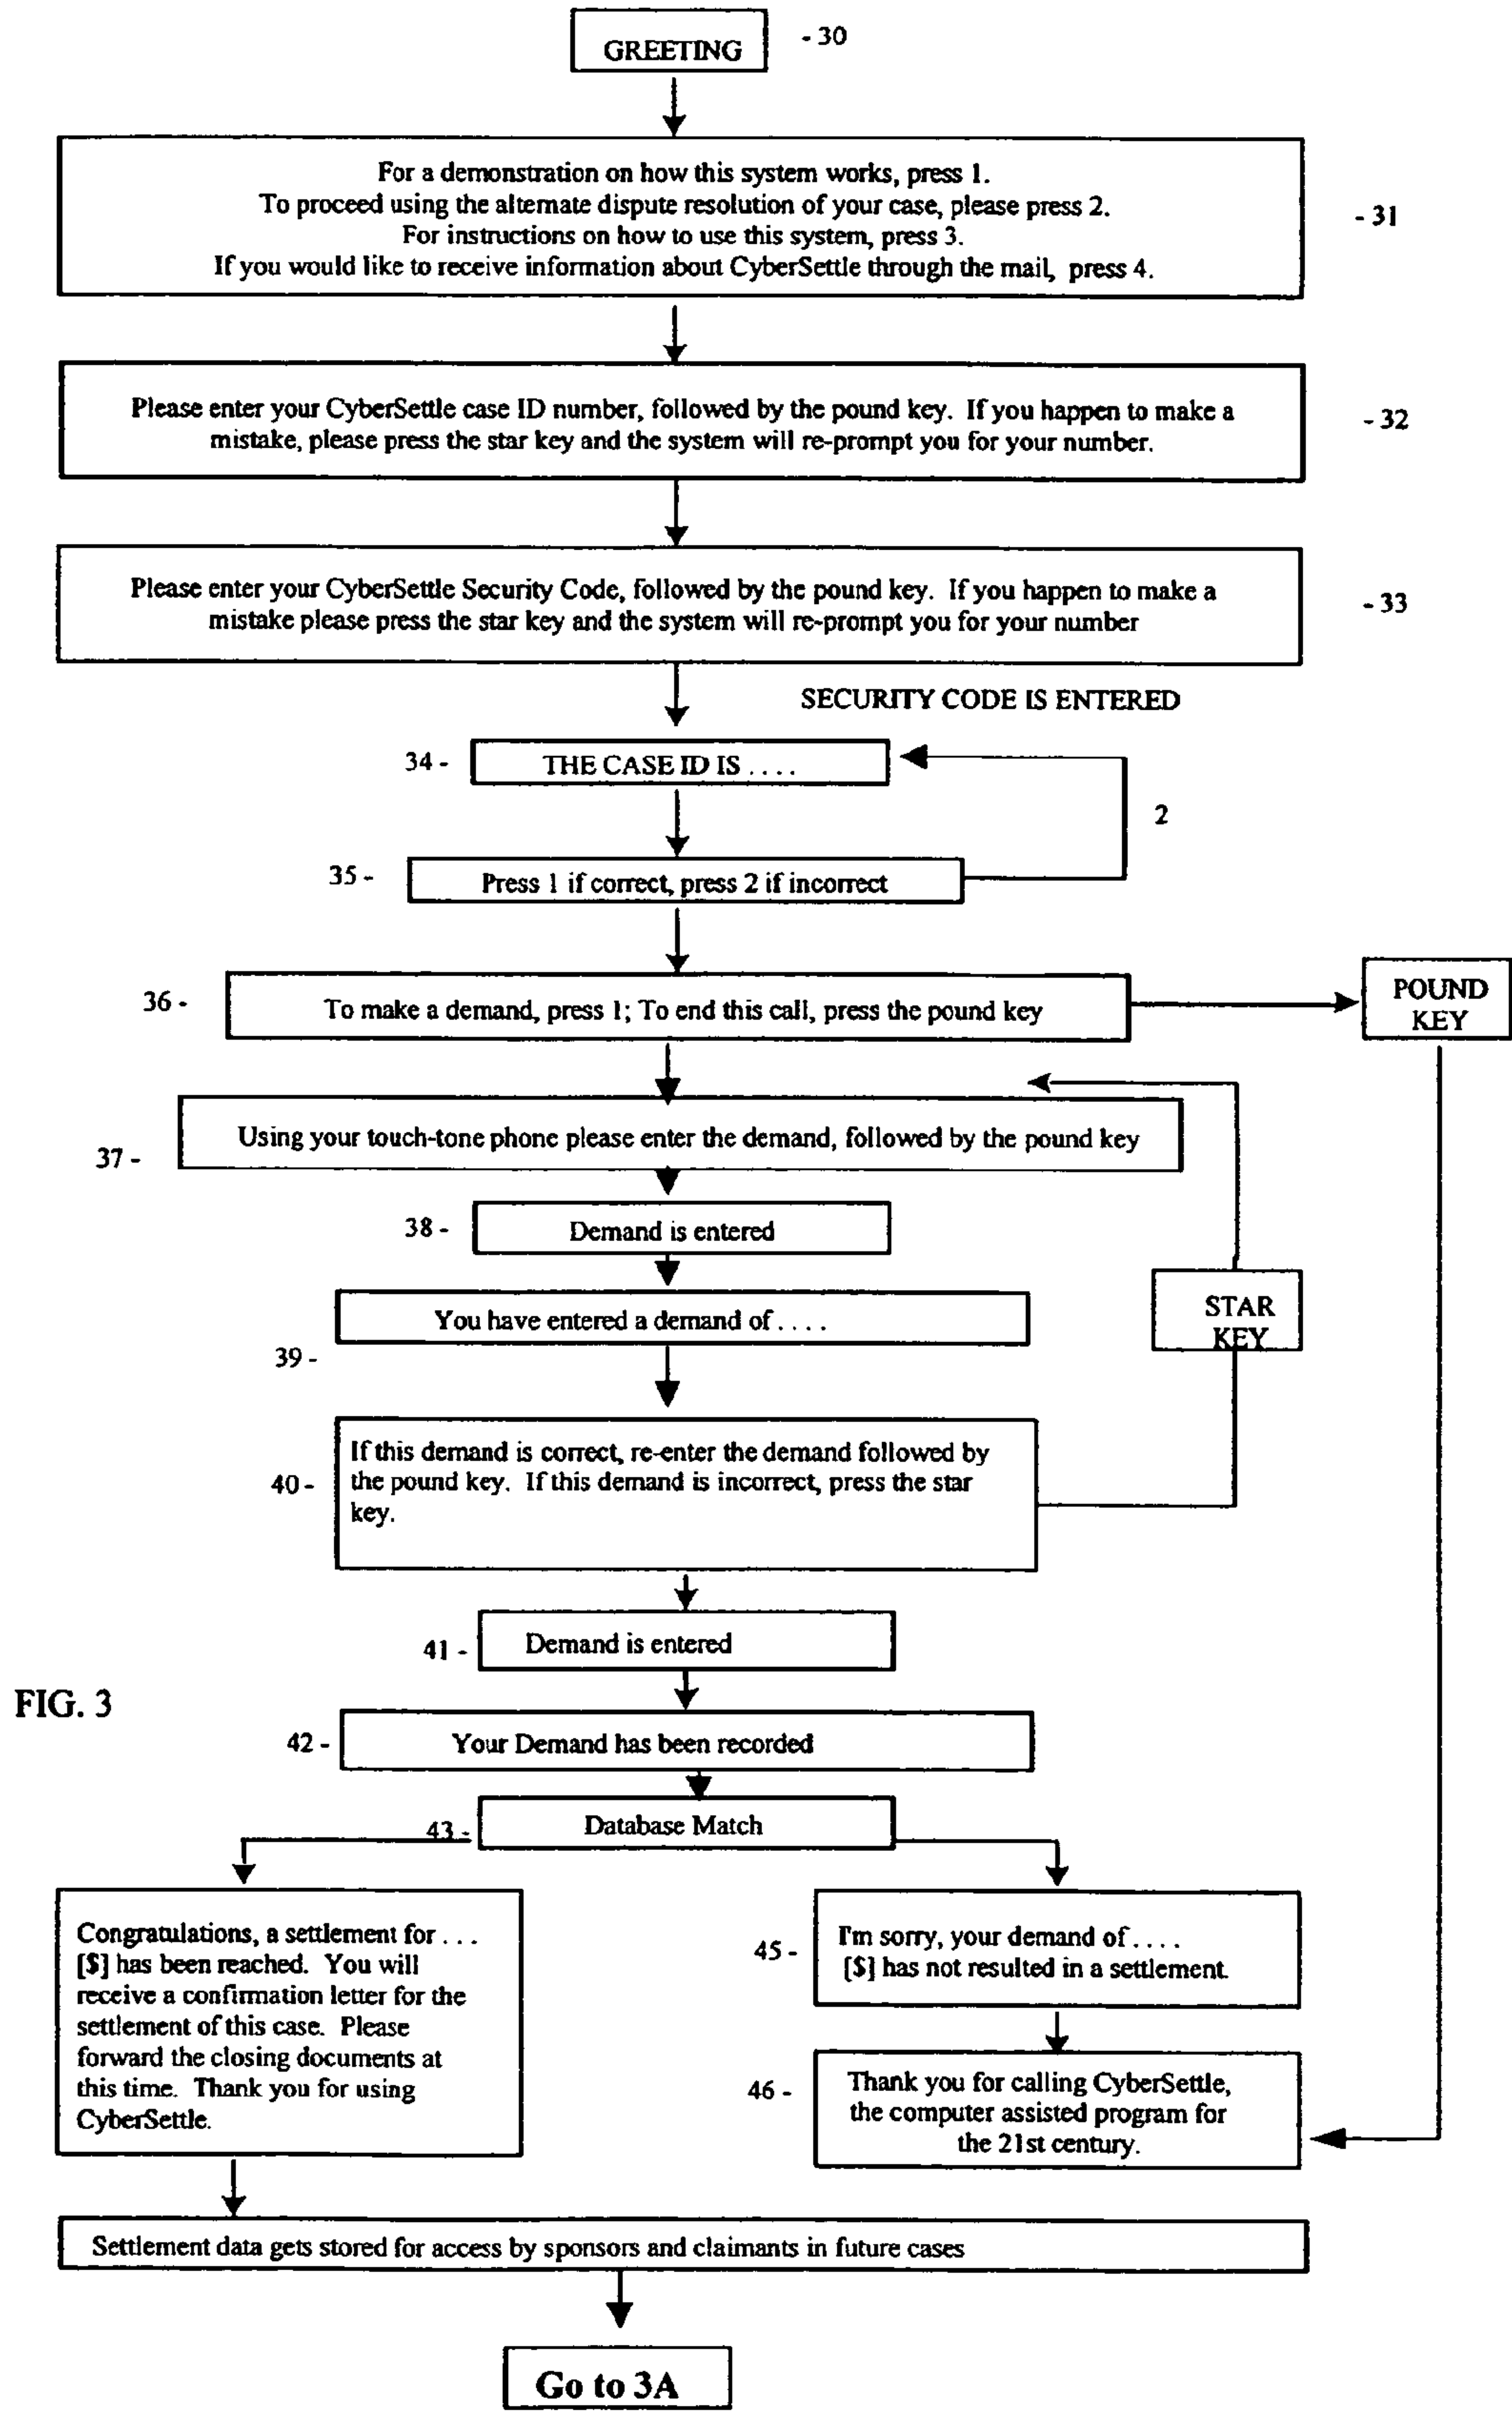 GREETING
- 30
For a demonstration on how this system works, press 1.
To proceed using the alternate dispute resolution of your case, please press 2.
For instructions on how to use this system, press 3.
If you would like to receive information about CyberSettle through the mail, press 4.
- 31
Please enter your CyberSettle case ID number, followed by the pound key. If you happen to make a
mistake, please press the star key and the system will re-prompt you for your number.
- 32
Please enter your CyberSettle Security Code, followed by the pound key. If you happen to make a
mistake please press the star key and the system will re-prompt you for your number
- 33
SECURITY CODE IS ENTERED
34 -
THE CASE ID IS . . . .
2
35 -
Press 1 if correct, press 2 if incorrect
36 -
To make a demand, press 1; To end this call, press the pound key
POUND
KEY
37 -
Using your touch-tone phone please enter the demand, followed by the pound key
38 -
Demand is entered
You have entered a demand of . . . .
39 -
STAR
KEY
40 -
If this demand is correct, re-enter the demand followed by
the pound key. If this demand is incorrect, press the star
key.
41 -
Demand is entered
FIG. 3
42 -
Your Demand has been recorded
43 -
Database Match
Congratulations, a settlement for . . .
[$] has been reached. You will
receive a confirmation letter for the
settlement of this case. Please
forward the closing documents at
this time. Thank you for using
CyberSettle.
45 -
I'm sorry, your demand of . . . .
[$] has not resulted in a settlement.
46 -
Thank you for calling CyberSettle,
the computer assisted program for
the 21st century.
Settlement data gets stored for access by sponsors and claimants in future cases
Go to 3A